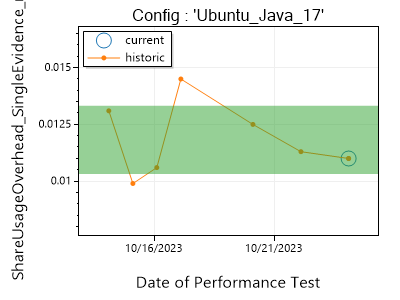 Config : 'Ubuntu_Java_17'
current
historic
0.015
0.0125
0.01
ShareUsageOverhead_SingleEvidence_
10/16/2023
10/21/2023
Date of Performance Test